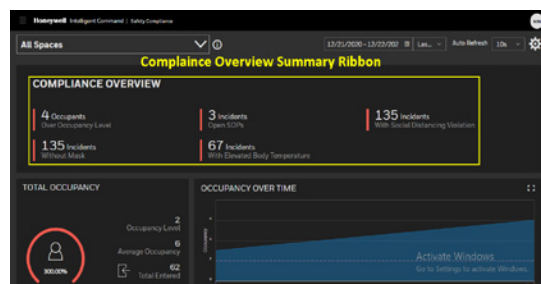 Honeywell Intelligent Command | Safety Compliance
All Spaces
12/21/2020 - 12/22/202 Las... Auto Refresh 10s
Complaince Overview Summary Ribbon
COMPLIANCE OVERVIEW
4 Occupants 3 Incidents 135 Incidents
Over Occupancy Level Open SOPs With Social Distancing Violation
135 Incidents 67 Incidents
Without Mask With Elevated Body Temperature
TOTAL OCCUPANCY OCCUPANCY OVER TIME
2
Occupancy Level
6
Average Occupancy
62
Total Entered
300.00%
Occupancy
Activate Windows
Go to Settings to activate Windows.